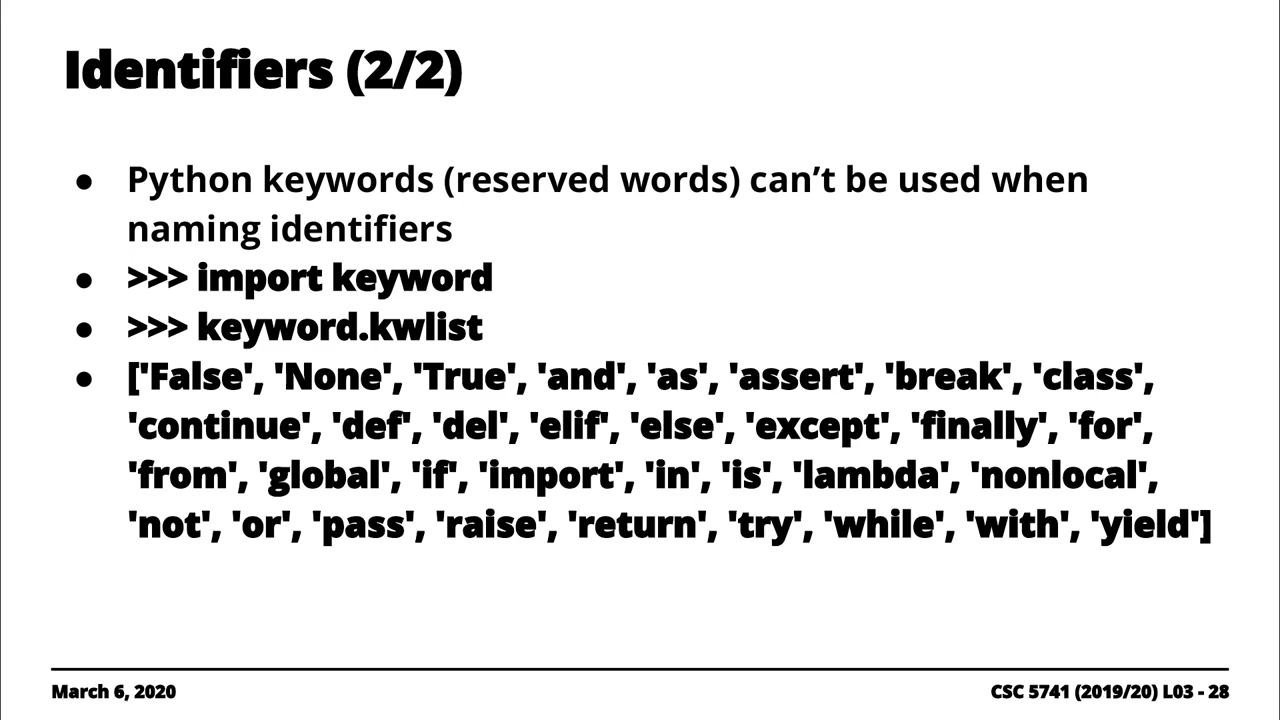 Identifiers (2/2)
● Python keywords (reserved words) can’t be used when
naming identifiers
● >>> import keyword
● >>> keyword.kwlist
● ['False', 'None', 'True', 'and', 'as', 'assert', 'break', 'class',
'continue', 'def', 'del', 'elif', 'else', 'except', 'finally', 'for',
'from', 'global', 'if', 'import', 'in', 'is', 'lambda', 'nonlocal',
'not', 'or', 'pass', 'raise', 'return', 'try', 'while', 'with', 'yield']
March 6, 2020
CSC 5741 (2019/20) L03 - 28